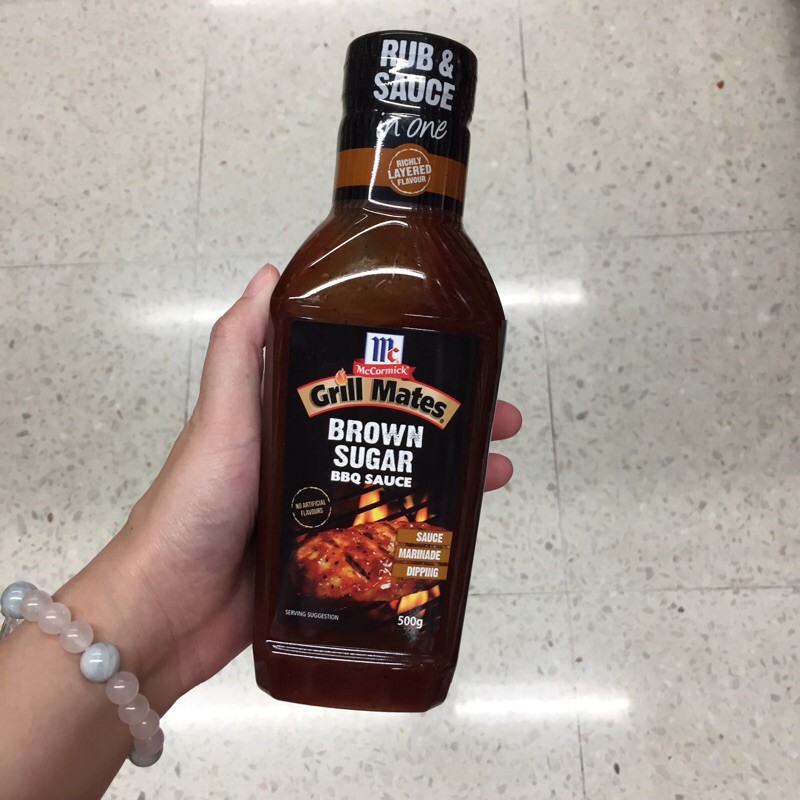 RUB &
SAUCE
in one
RICHLY
LAYERED
FLAVOUR
Mc
McCormick
Grill Mates
BROWN
SUGAR
BBQ SAUCE
NO ARTIFICIAL
FLAVOURS
SAUCE
MARINADE
DIPPING
SERVING SUGGESTION
500g